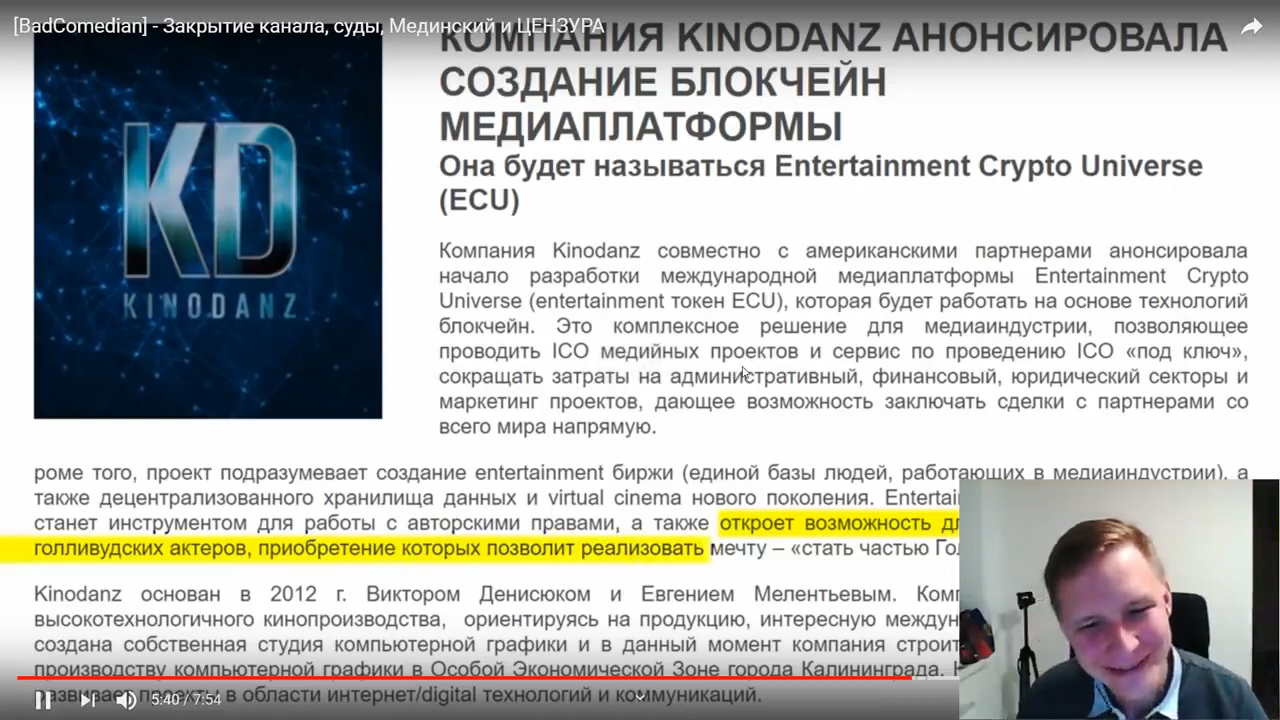 [BadComedian] - Закрытие канала, суды, Мединский и ЦЕНЗУРА
КОМПАНИЯ KINODANZ АНОНСИРОВАЛА
СОЗДАНИЕ БЛОКЧЕЙН
МЕДИАПЛАТФОРМЫ
Она будет называться Entertainment Crypto Universe
(ECU)
KD
KINODANZ
Компания Kinodanz совместно с американскими партнерами анонсировала
начало разработки международной медиаплатформы Entertainment Crypto
Universe (entertainment токен ECU), которая будет работать на основе технологий
блокчейн. Это комплексное решение для медиаиндустрии, позволяющее
проводить ICO медийных проектов и сервис по проведению ICO «под ключ»,
сокращать затраты на административный, финансовый, юридический секторы и
маркетинг проектов, дающее возможность заключать сделки с партнерами со
всего мира напрямую.
роме того, проект подразумевает создание entertainment биржи (единой базы людей, работающих в медиаиндустрии), а
также децентрализованного хранилища данных и virtual cinema нового поколения.
станет инструментом для работы с авторскими правами, а также откроет возможность
голливудских актеров, приобретение которых позволит реализовать мечту – «стать частью
Kinodanz основан в 2012 г. Виктором Денисюком и Евгением Мелентьевым.
высокотехнологичного кинопроизводства, ориентируясь на продукцию, интересную
создана собственная студия компьютерной графики и в данный момент компания строит
производству компьютерной графики в Особой Экономической Зоне города Калининграда.
в области интернет/digital технологий и коммуникаций.
5:40 / 7:54